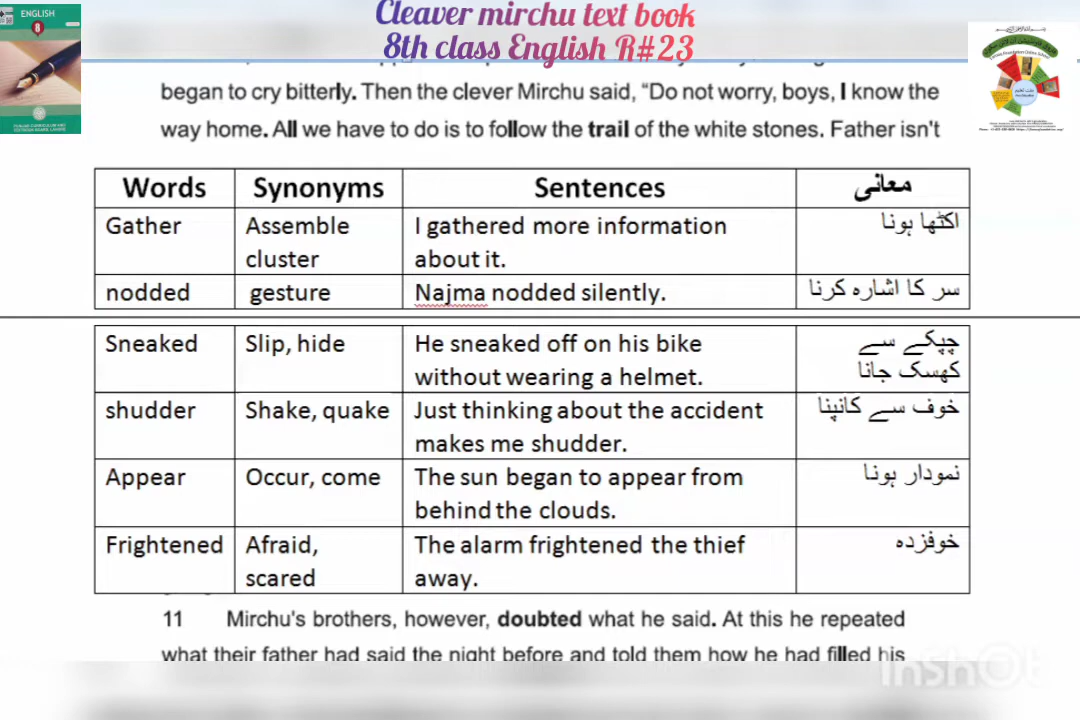 ENGLISH
8
Cleaver mirchu text book
8th class English R#23
began to cry bitterly. Then the clever Mirchu said, "Do not worry, boys, I know the
way home. All we have to do is to follow the trail of the white stones. Father isn't
Words Synonyms Sentences معانی
Gather Assemble cluster I gathered more information about it. اکٹھا ہونا
nodded gesture Najma nodded silently. سر کا اشارہ کرنا
Sneaked Slip, hide He sneaked off on his bike without wearing a helmet. چپکے سے کھسک جانا
shudder Shake, quake Just thinking about the accident makes me shudder. خوف سے کانپنا
Appear Occur, come The sun began to appear from behind the clouds. نمودار ہونا
Frightened Afraid, scared The alarm frightened the thief away. خوفزدہ
11 Mirchu's brothers, however, doubted what he said. At this he repeated
what their father had said the night before and told them how he had filled his
InShOt